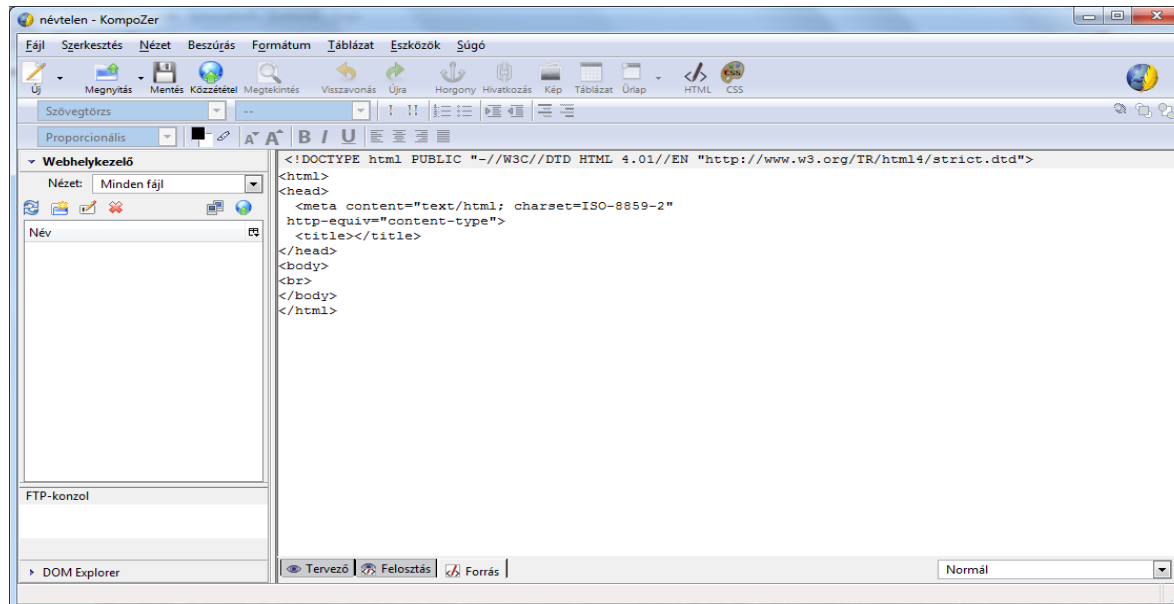 névtelen - KompoZer
Fájl Szerkesztés Nézet Beszúrás Formátum Táblázat Eszközök Súgó
Új Megnyitás Mentés Közzététel Megtekintés Visszavonás Újra Horgony Hivatkozás Kép Táblázat Űrlap HTML CSS
Szövegtörzs --
Proporcionális A A B I U
Webhelykezelő
Nézet: Minden fájl
Név
FTP-konzol
DOM Explorer
<!DOCTYPE html PUBLIC "-//W3C//DTD HTML 4.01//EN "http://www.w3.org/TR/html4/strict.dtd">
<html>
<head>
  <meta content="text/html; charset=ISO-8859-2"
 http-equiv="content-type">
  <title></title>
</head>
<body>
<br>
</body>
</html>
Tervező Felosztás Forrás Normál